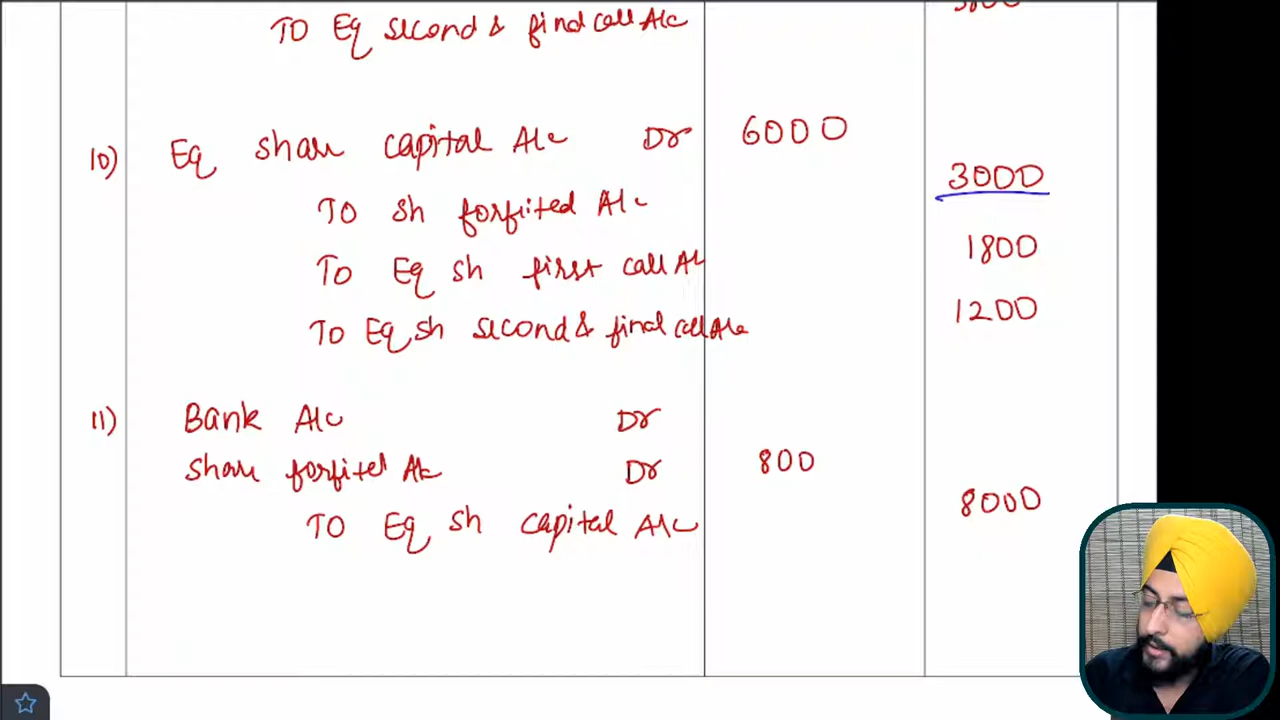 To Eq second & final call A/c
10) Eq share capital A/c Dr 6000
To sh forfited A/c 3000
To Eq sh first call A/c 1800
To Eq sh second & final call A/c 1200
11) Bank A/c Dr
share forfited A/c Dr 800
To Eq sh capital A/c 8000